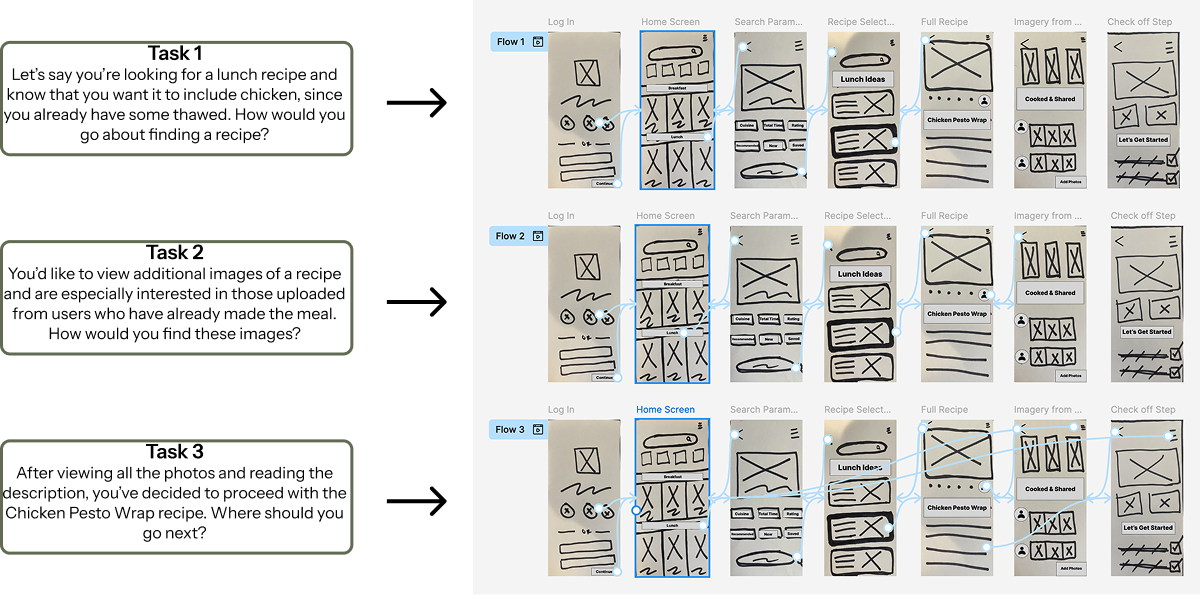 Task 1
Let's say you're looking for a lunch recipe and
know that you want it to include chicken, since
you already have some thawed. How would you
go about finding a recipe?
Flow 1
Log In
Home Screen
Search Param...
Recipe Select...
Full Recipe
Imagery from ...
Check off Step
or
Continue
Breakfast
Lunch
Cuisine
Total Time
Rating
Recommended
New
Saved
Lunch Ideas
Chicken Pesto Wrap
Cooked & Shared
Add Photos
Let's Get Started
Task 2
You'd like to view additional images of a recipe
and are especially interested in those uploaded
from users who have already made the meal.
How would you find these images?
Flow 2
Log In
Home Screen
Search Param...
Recipe Select...
Full Recipe
Imagery from ...
Check off Step
or
Continue
Breakfast
Lunch
Cuisine
Total Time
Rating
Recommended
New
Saved
Lunch Ideas
Chicken Pesto Wrap
Cooked & Shared
Add Photos
Let's Get Started
Task 3
After viewing all the photos and reading the
description, you've decided to proceed with the
Chicken Pesto Wrap recipe. Where should you
go next?
Flow 3
Log In
Home Screen
Search Param...
Recipe Select...
Full Recipe
Imagery from ...
Check off Step
or
Continue
Breakfast
Lunch
Cuisine
Total Time
Rating
Recommended
New
Saved
Lunch Ideas
Chicken Pesto Wrap
Cooked & Shared
Add Photos
Let's Get Started